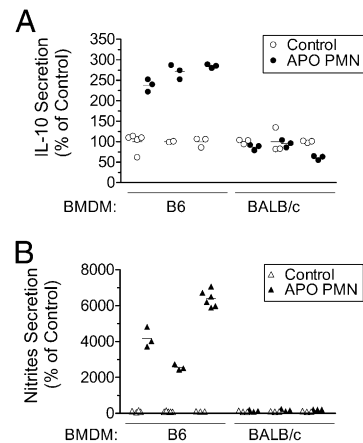 A
IL-10 Secretion
(% of Control)
350
300
250
200
150
100
50
0
Control
APO PMN
BMDM:
B6
BALB/c
B
Nitrites Secretion
(% of Control)
8000
6000
4000
2000
0
Control
APO PMN
BMDM:
B6
BALB/c